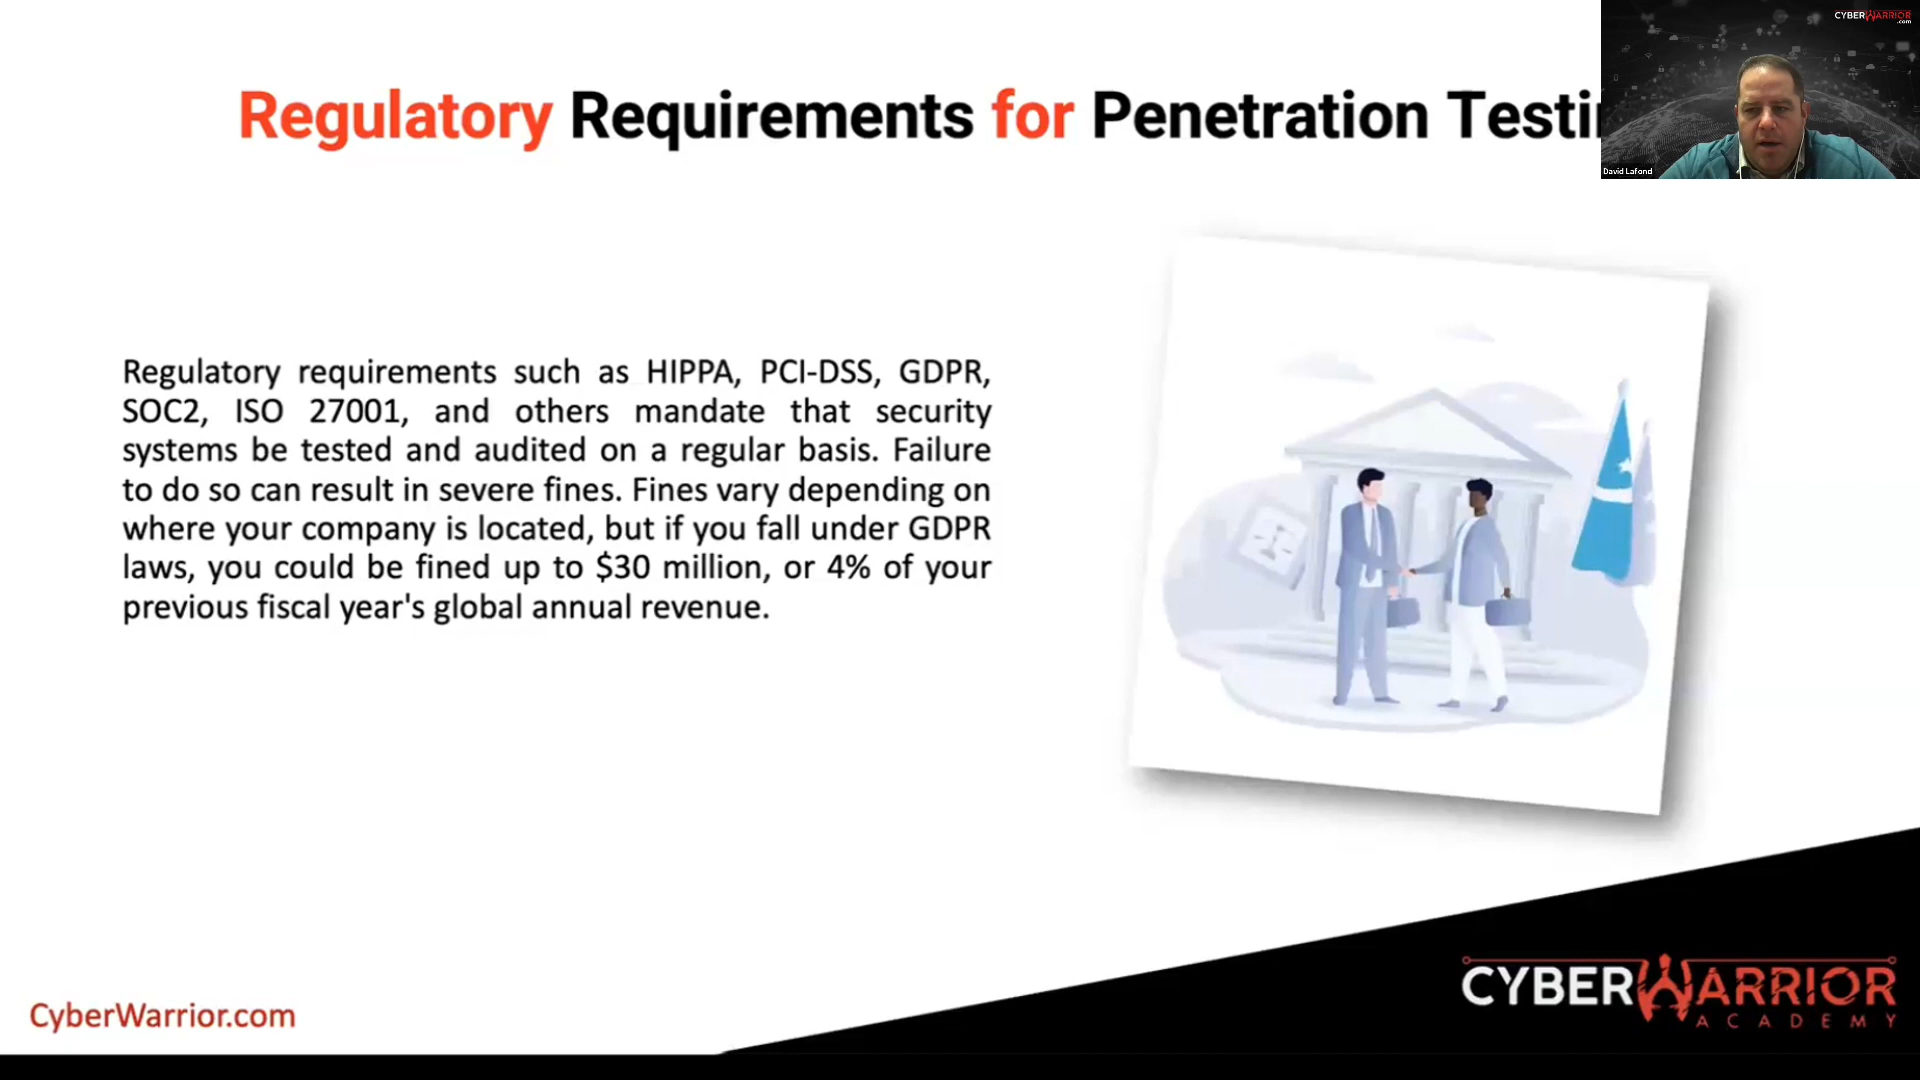 Regulatory Requirements for Penetration Testi
CYBERWARRIOR
.com
David Lafond
Regulatory requirements such as HIPPA, PCI-DSS, GDPR,
SOC2, ISO 27001, and others mandate that security
systems be tested and audited on a regular basis. Failure
to do so can result in severe fines. Fines vary depending on
where your company is located, but if you fall under GDPR
laws, you could be fined up to $30 million, or 4% of your
previous fiscal year's global annual revenue.
CyberWarrior.com
CYBERWARRIOR
ACADEMY